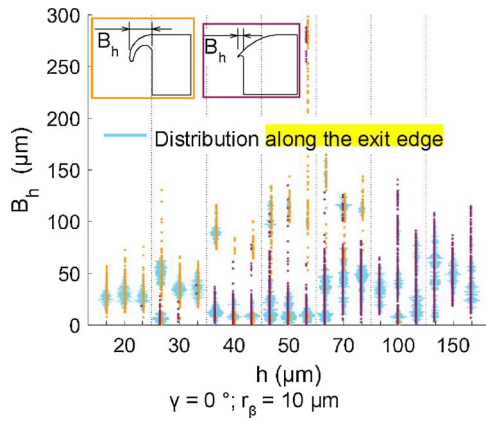 300
250
200
150
100
50
0
B_h (μm)
B_h
B_h
Distribution along the exit edge
20 30 40 50 70 100 150
h (μm)
γ = 0 °; r_β = 10 μm